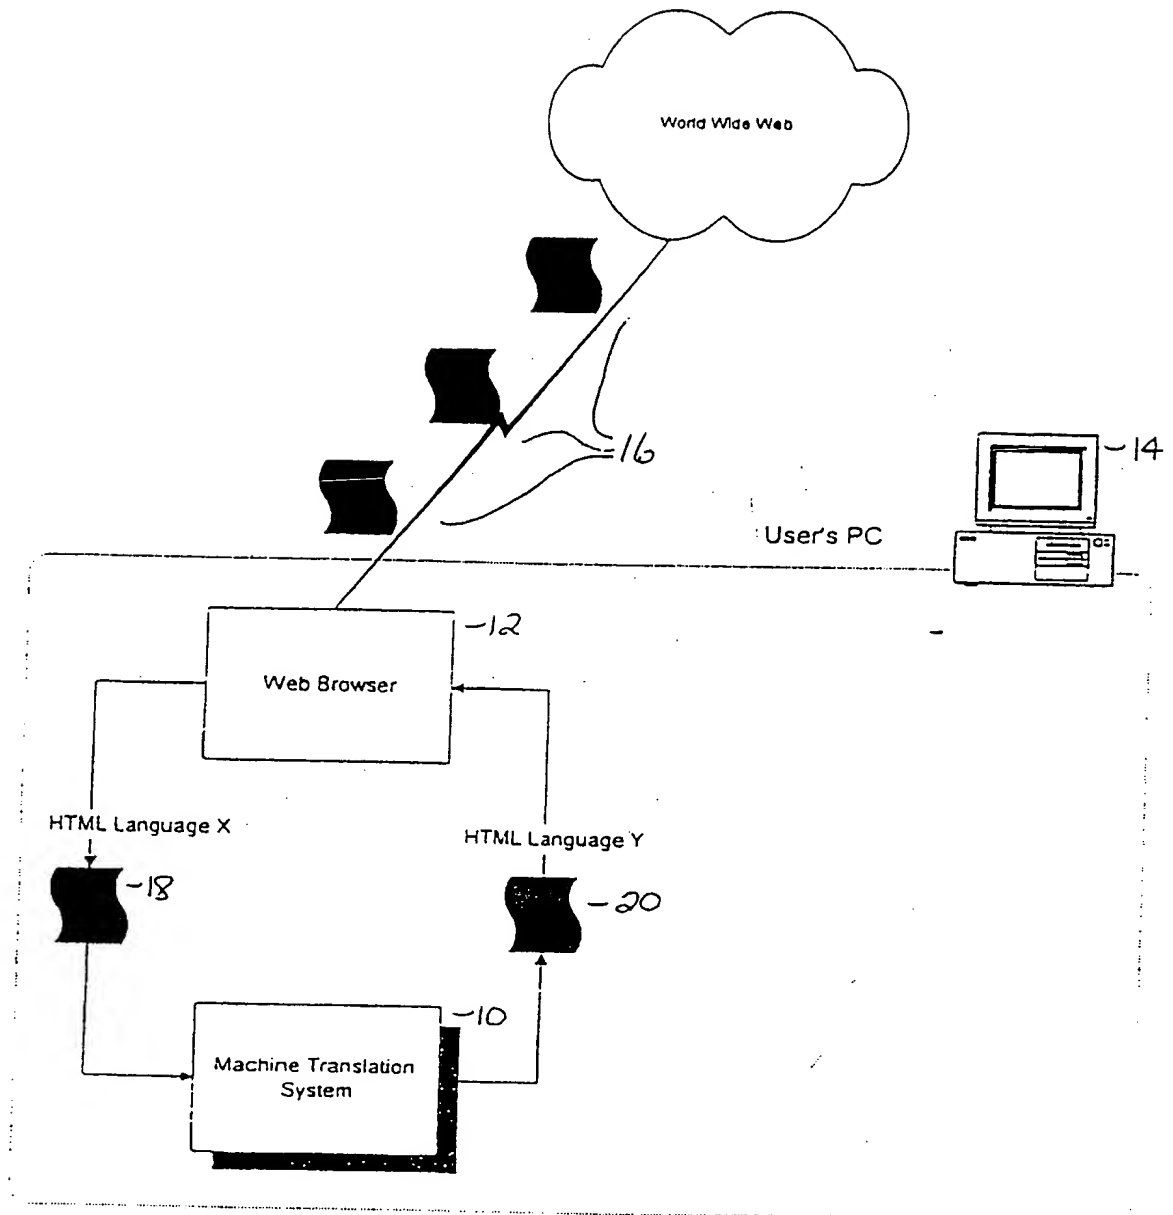 World Wide Web
16
14
User's PC
12
Web Browser
HTML Language X
HTML Language Y
18
20
10
Machine Translation
System